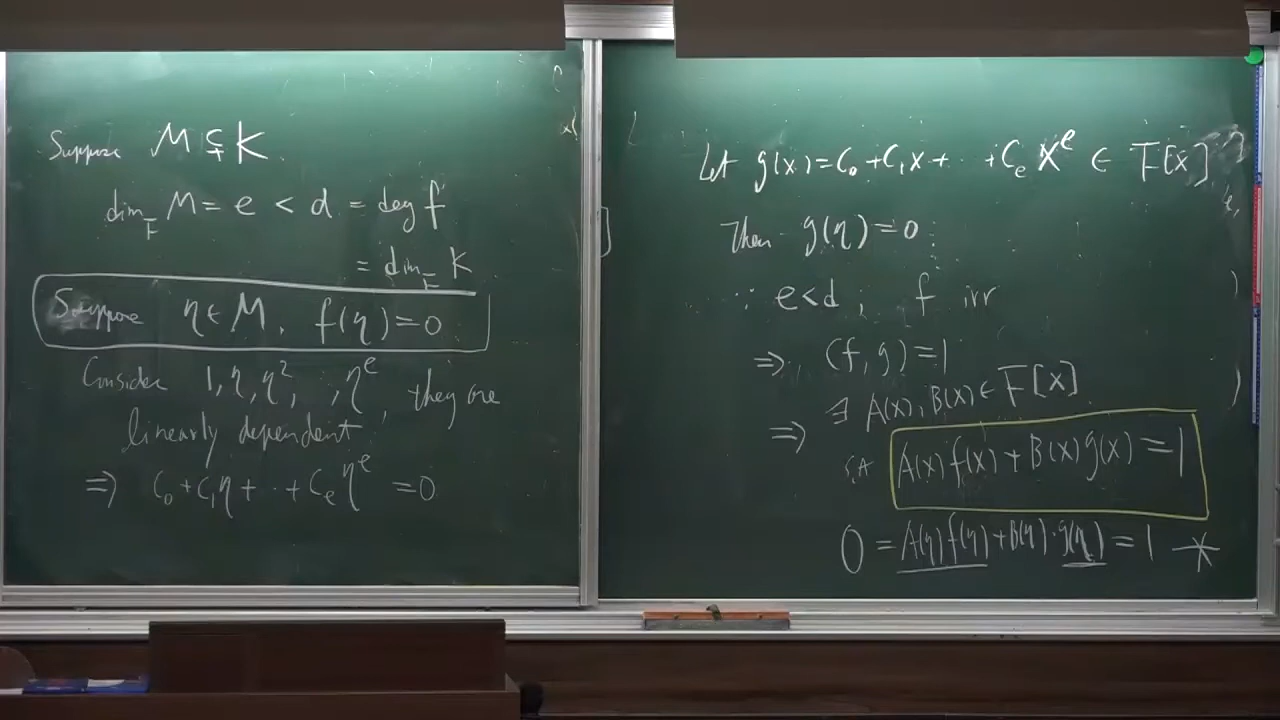 Suppose M ⊊ K.
dim_F M = e < d = deg f
= dim_F K
Suppose η ∈ M, f(η) = 0
Consider 1, η, η², , η^e, they are
linearly dependent
⇒ C₀ + C₁η + ·· + C_e η^e = 0
Let g(x) = C₀ + C₁x + ·· + C_e X^e ∈ F[x]
Then g(η) = 0
∵ e < d ; f irr
⇒ (f, g) = 1
⇒ ∃ A(x), B(x) ∈ F[x]
s.t. A(x) f(x) + B(x) g(x) = 1
0 = A(η) f(η) + B(η) · g(η) = 1 ⚹